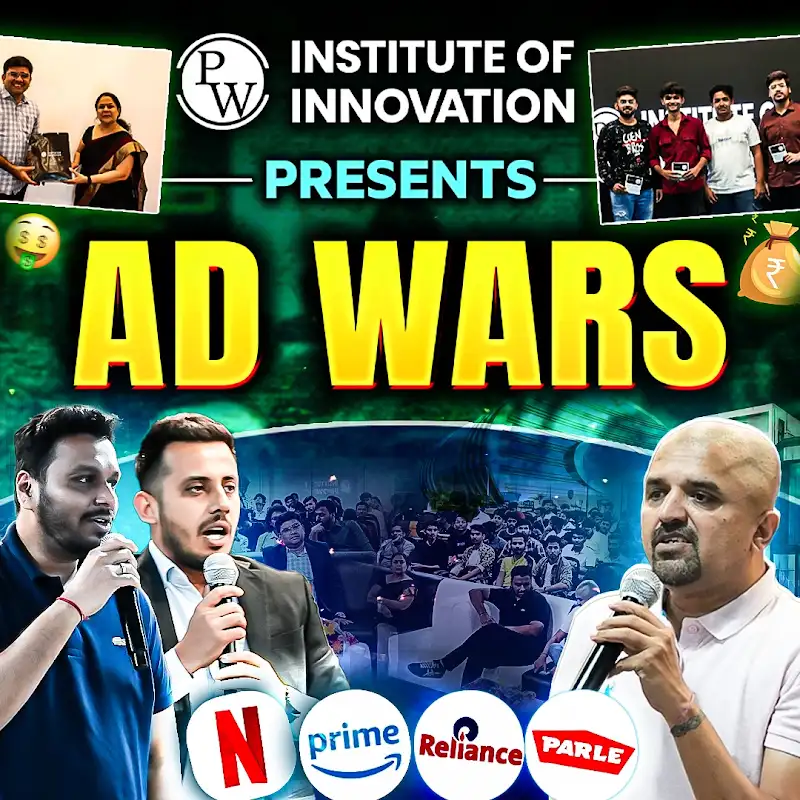 PW
INSTITUTE OF
INNOVATION
PRESENTS
AD WARS
N
prime
Reliance
PARLE